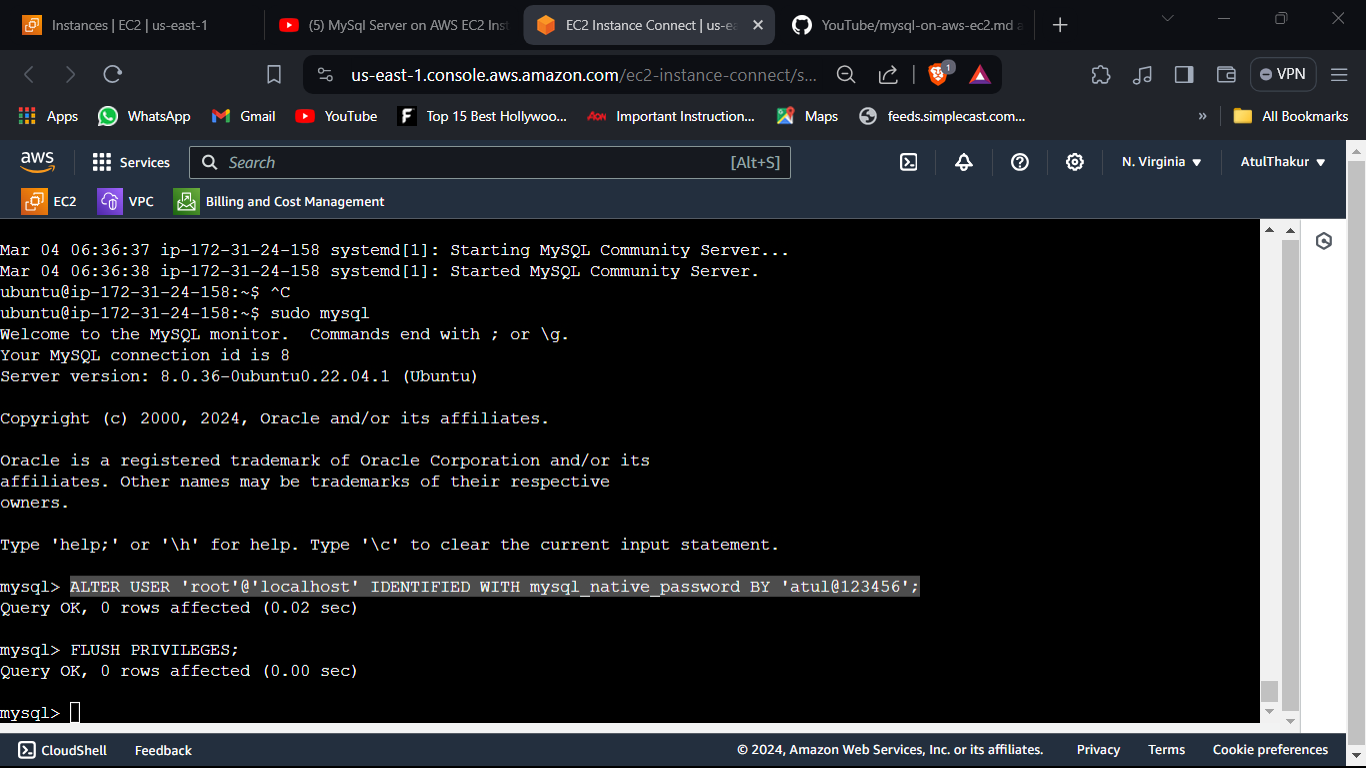 Instances | EC2 | us-east-1
(5) MySql Server on AWS EC2 Inst
EC2 Instance Connect | us-ea
YouTube/mysql-on-aws-ec2.md a
us-east-1.console.aws.amazon.com/ec2-instance-connect/s...
1
VPN
Apps
WhatsApp
Gmail
YouTube
F
Top 15 Best Hollywoo...
Aon
Important Instruction...
Maps
feeds.simplecast.com...
»
All Bookmarks
aws
Services
Search
[Alt+S]
N. Virginia
AtulThakur
EC2
VPC
Billing and Cost Management
Mar 04 06:36:37 ip-172-31-24-158 systemd[1]: Starting MySQL Community Server...
Mar 04 06:36:38 ip-172-31-24-158 systemd[1]: Started MySQL Community Server.
ubuntu@ip-172-31-24-158:~$ ^C
ubuntu@ip-172-31-24-158:~$ sudo mysql
Welcome to the MySQL monitor.  Commands end with ; or \g.
Your MySQL connection id is 8
Server version: 8.0.36-0ubuntu0.22.04.1 (Ubuntu)
Copyright (c) 2000, 2024, Oracle and/or its affiliates.
Oracle is a registered trademark of Oracle Corporation and/or its
affiliates. Other names may be trademarks of their respective
owners.
Type 'help;' or '\h' for help. Type '\c' to clear the current input statement.
mysql> ALTER USER 'root'@'localhost' IDENTIFIED WITH mysql_native_password BY 'atul@123456';
Query OK, 0 rows affected (0.02 sec)
mysql> FLUSH PRIVILEGES;
Query OK, 0 rows affected (0.00 sec)
mysql>
CloudShell
Feedback
© 2024, Amazon Web Services, Inc. or its affiliates.
Privacy
Terms
Cookie preferences